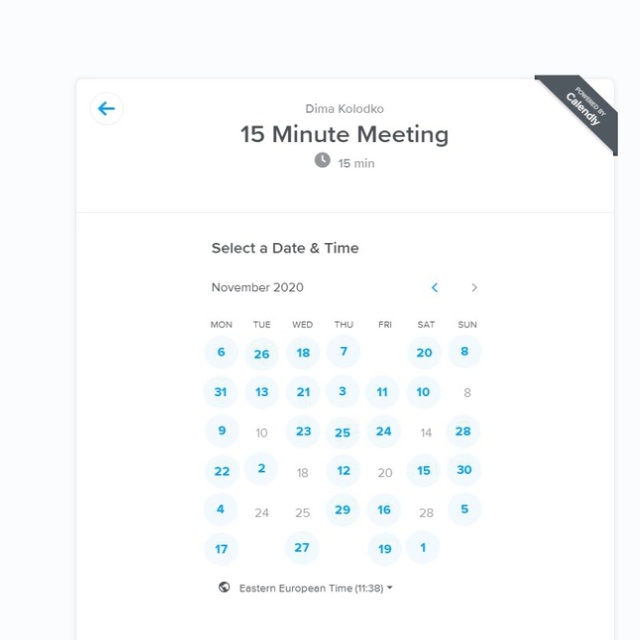 POWERED BY
Calendly
Dima Kolodko
15 Minute Meeting
15 min
Select a Date & Time
November 2020
MON TUE WED THU FRI SAT SUN
6 26 18 7 20 8
31 13 21 3 11 10 8
9 10 23 25 24 14 28
22 2 18 12 20 15 30
4 24 25 29 16 28 5
17 27 19 1
Eastern European Time (11:38)